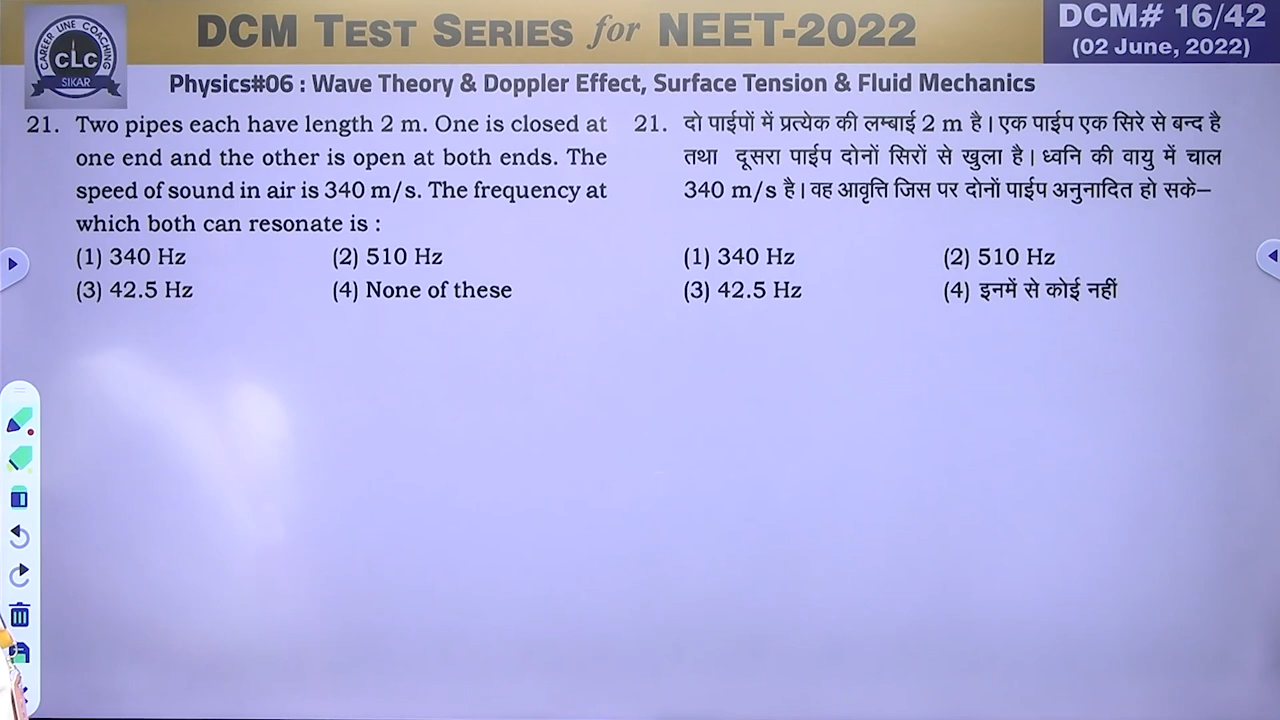 CAREER LINE COACHING
CLC
SIKAR
DCM TEST SERIES for NEET-2022
DCM# 16/42
(02 June, 2022)
Physics#06 : Wave Theory & Doppler Effect, Surface Tension & Fluid Mechanics
21. Two pipes each have length 2 m. One is closed at
one end and the other is open at both ends. The
speed of sound in air is 340 m/s. The frequency at
which both can resonate is :
(1) 340 Hz (2) 510 Hz
(3) 42.5 Hz (4) None of these
21. दो पाईपों में प्रत्येक की लम्बाई 2 m है। एक पाईप एक सिरे से बन्द है
तथा दूसरा पाईप दोनों सिरों से खुला है। ध्वनि की वायु में चाल
340 m/s है। वह आवृत्ति जिस पर दोनों पाईप अनुनादित हो सके–
(1) 340 Hz (2) 510 Hz
(3) 42.5 Hz (4) इनमें से कोई नहीं